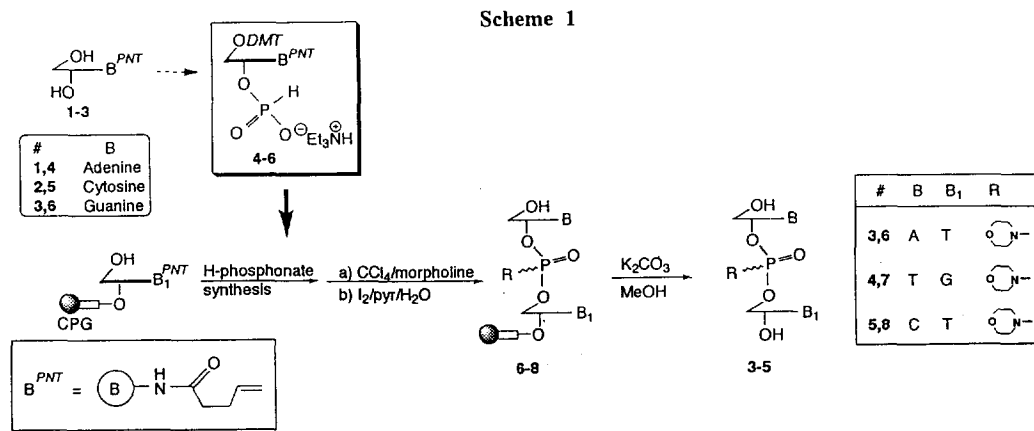 Scheme 1
OH
B^PNT
HO
1-3
# B
1,4 Adenine
2,5 Cytosine
3,6 Guanine
ODMT
B^PNT
O
H
P
O
O⊖ Et3NH⊕
4-6
OH
B1^PNT
O
CPG
H-phosphonate
synthesis
a) CCl4/morpholine
b) I2/pyr/H2O
OH
B
O
R P O
O
B1
O
6-8
K2CO3
MeOH
OH
B
O
R P O
O
B1
OH
3-5
# B B1 R
3,6 A T O N
4,7 T G O N
5,8 C T O N
B^PNT = B N H O